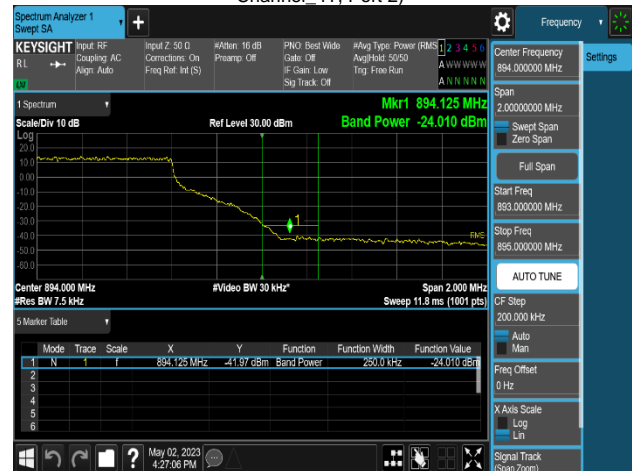 Channel_H, Port 2)
Spectrum Analyzer 1
Swept SA
Frequency
KEYSIGHT
RL
Input: RF
Coupling: AC
Align: Auto
Input Z: 50 Ω
Corrections: On
Freq Ref: Int (S)
#Atten: 16 dB
Preamp: Off
PNO: Best Wide
Gate: Off
IF Gain: Low
Sig Track: Off
#Avg Type: Power (RMS
Avg|Hold: 50/50
Trig: Free Run
1 2 3 4 5 6
A W W W W W
A N N N N N
Settings
Center Frequency
894.000000 MHz
Span
2.00000000 MHz
Swept Span
Zero Span
Full Span
Start Freq
893.000000 MHz
Stop Freq
895.000000 MHz
AUTO TUNE
CF Step
200.000 kHz
Auto
Man
Freq Offset
0 Hz
X Axis Scale
Log
Lin
Signal Track
(Span Zoom)
1 Spectrum
Scale/Div 10 dB
Ref Level 30.00 dBm
Mkr1 894.125 MHz
Band Power -24.010 dBm
Log
20.0
10.0
0.00
-10.0
-20.0
-30.0
-40.0
-50.0
-60.0
1
RMS
Center 894.000 MHz
#Video BW 30 kHz*
Span 2.000 MHz
#Res BW 7.5 kHz
Sweep 11.8 ms (1001 pts)
5 Marker Table
Mode Trace Scale X Y Function Function Width Function Value
1 N 1 f 894.125 MHz -41.97 dBm Band Power 250.0 kHz -24.010 dBm
2
3
4
5
6
May 02, 2023
4:27:06 PM